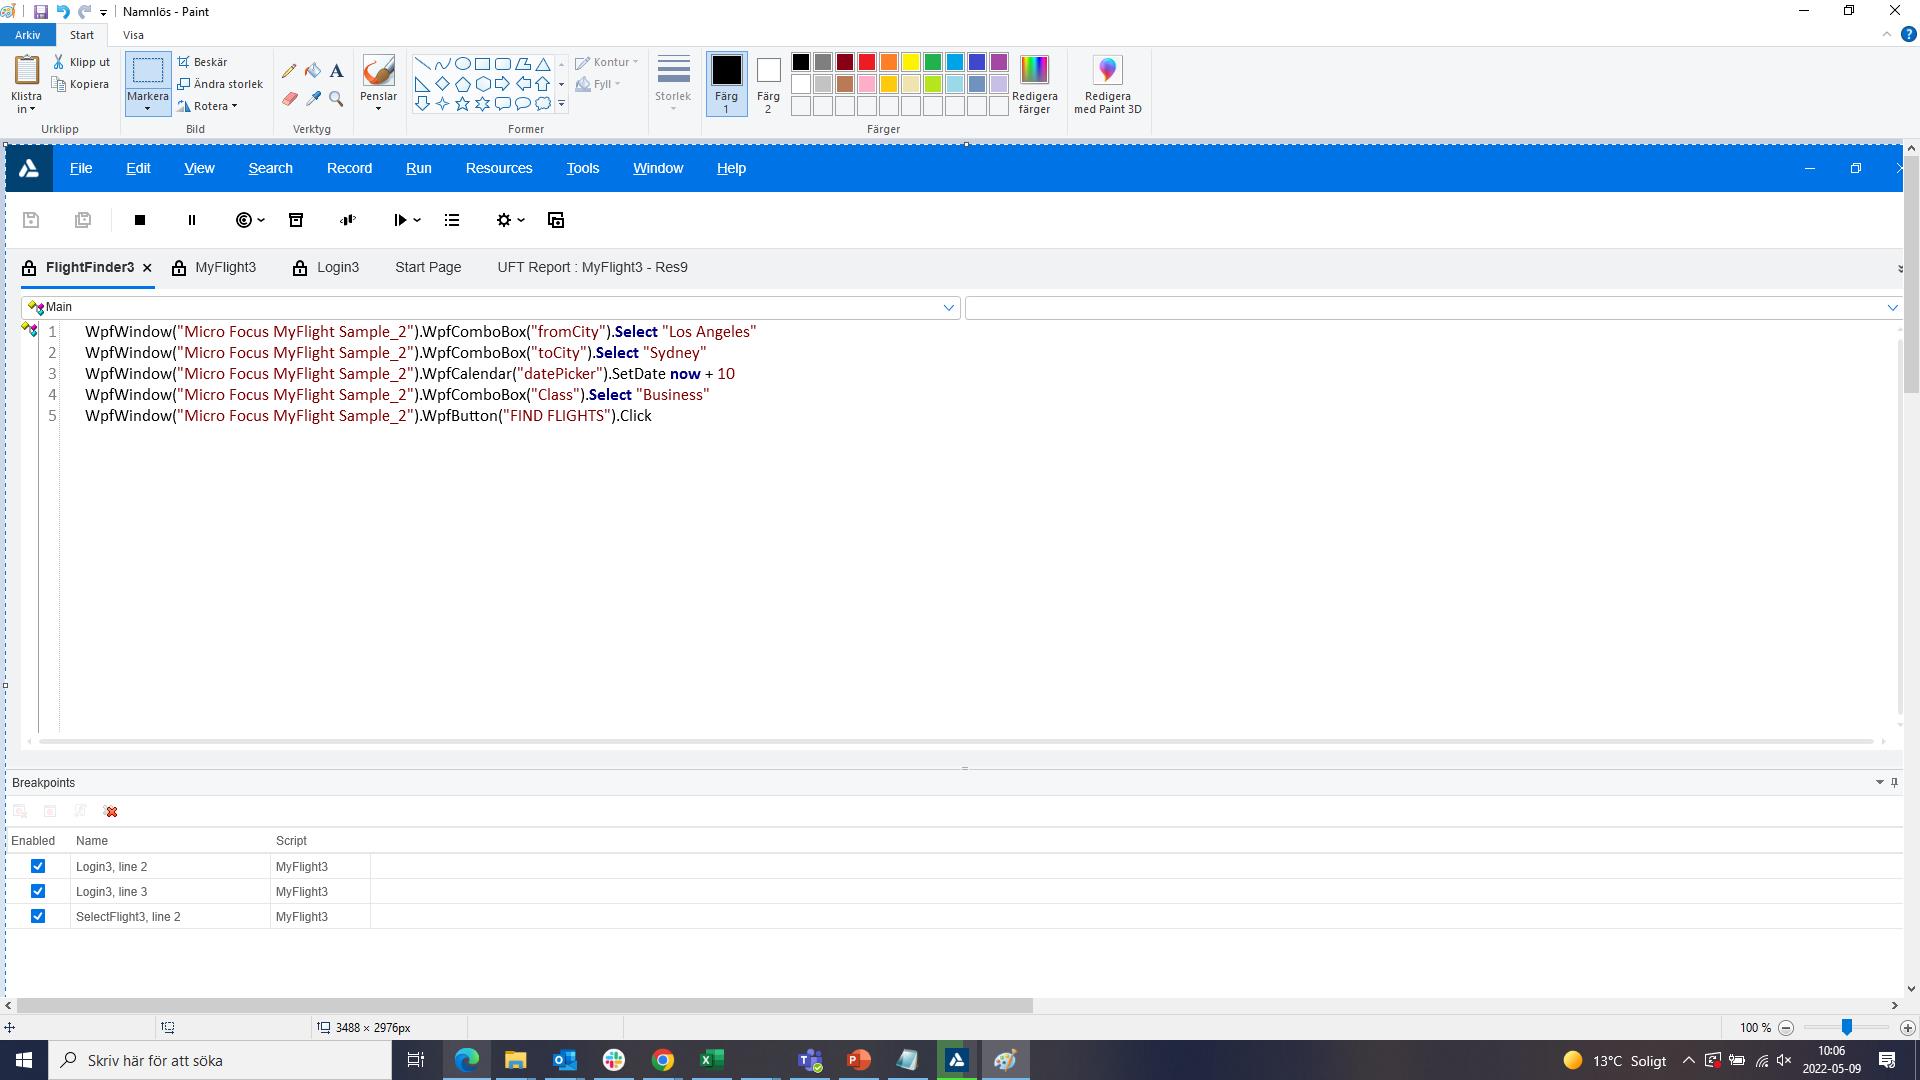 Namnlös - Paint
Arkiv Start Visa
Klistra in
Klipp ut
Kopiera
Urklipp
Markera
Beskär
Ändra storlek
Rotera
Bild
A
Verktyg
Penslar
Former
Kontur
Fyll
Storlek
Färg 1
Färg 2
Färger
Redigera färger
Redigera med Paint 3D
File Edit View Search Record Run Resources Tools Window Help
FlightFinder3 MyFlight3 Login3 Start Page UFT Report : MyFlight3 - Res9
Main
1 WpfWindow("Micro Focus MyFlight Sample_2").WpfComboBox("fromCity").Select "Los Angeles"
2 WpfWindow("Micro Focus MyFlight Sample_2").WpfComboBox("toCity").Select "Sydney"
3 WpfWindow("Micro Focus MyFlight Sample_2").WpfCalendar("datePicker").SetDate now + 10
4 WpfWindow("Micro Focus MyFlight Sample_2").WpfComboBox("Class").Select "Business"
5 WpfWindow("Micro Focus MyFlight Sample_2").WpfButton("FIND FLIGHTS").Click
Breakpoints
Enabled Name Script
Login3, line 2 MyFlight3
Login3, line 3 MyFlight3
SelectFlight3, line 2 MyFlight3
3488 × 2976px
100 %
Skriv här för att söka
13°C Soligt
10:06
2022-05-09